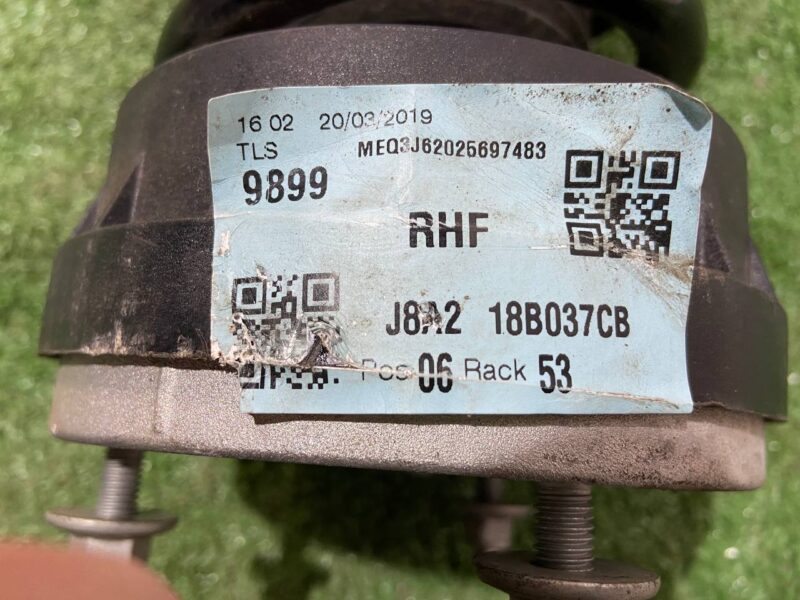 16 02 20/03/2019
TLS MEQ3J62025697483
9899
RHF
J8A2 18B037CB
Pos 06 Rack 53